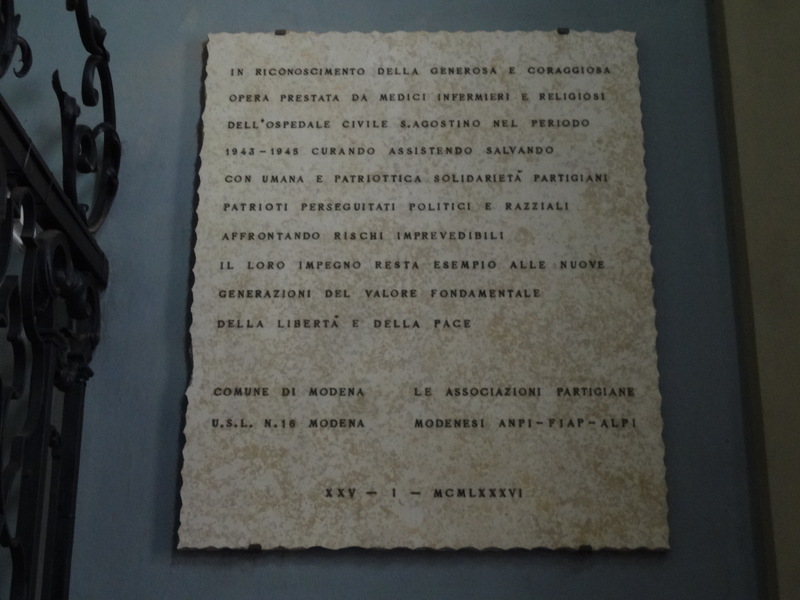 IN RICONOSCIMENTO DELLA GENEROSA E CORAGGIOSA
OPERA PRESTATA DA MEDICI INFERMIERI E RELIGIOSI
DELL'OSPEDALE CIVILE S.AGOSTINO NEL PERIODO
1943-1945 CURANDO ASSISTENDO SALVANDO
CON UMANA E PATRIOTTICA SOLIDARIETÀ PARTIGIANI
PATRIOTI PERSEGUITATI POLITICI E RAZZIALI
AFFRONTANDO RISCHI IMPREVEDIBILI
IL LORO IMPEGNO RESTA ESEMPIO ALLE NUOVE
GENERAZIONI DEL VALORE FONDAMENTALE
DELLA LIBERTÀ E DELLA PACE
COMUNE DI MODENA LE ASSOCIAZIONI PARTIGIANE
U.S.L. N.16 MODENA MODENESI ANPI-FIAP-ALPI
XXV - I - MCMLXXXVI